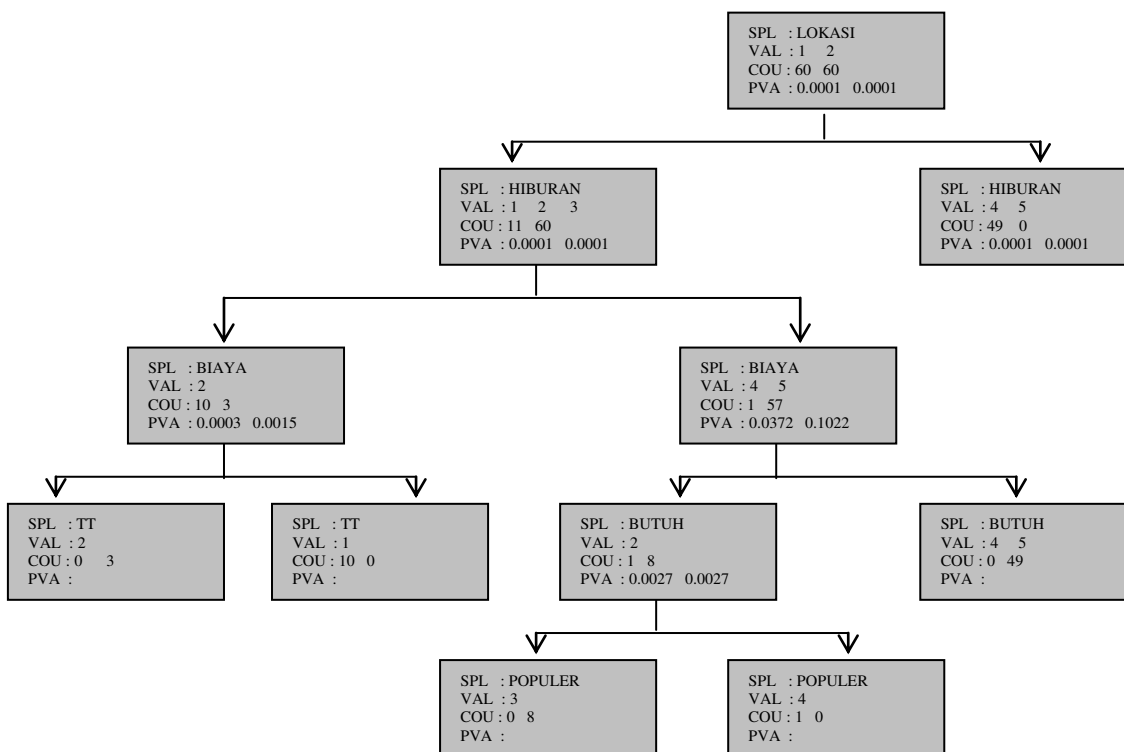 SPL : LOKASI
VAL : 1 2
COU : 60 60
PVA : 0.0001 0.0001
SPL : HIBURAN
VAL : 1 2 3
COU : 11 60
PVA : 0.0001 0.0001
SPL : HIBURAN
VAL : 4 5
COU : 49 0
PVA : 0.0001 0.0001
SPL : BIAYA
VAL : 2
COU : 10 3
PVA : 0.0003 0.0015
SPL : BIAYA
VAL : 4 5
COU : 1 57
PVA : 0.0372 0.1022
SPL : TT
VAL : 2
COU : 0 3
PVA :
SPL : TT
VAL : 1
COU : 10 0
PVA :
SPL : BUTUH
VAL : 2
COU : 1 8
PVA : 0.0027 0.0027
SPL : BUTUH
VAL : 4 5
COU : 0 49
PVA :
SPL : POPULER
VAL : 3
COU : 0 8
PVA :
SPL : POPULER
VAL : 4
COU : 1 0
PVA :